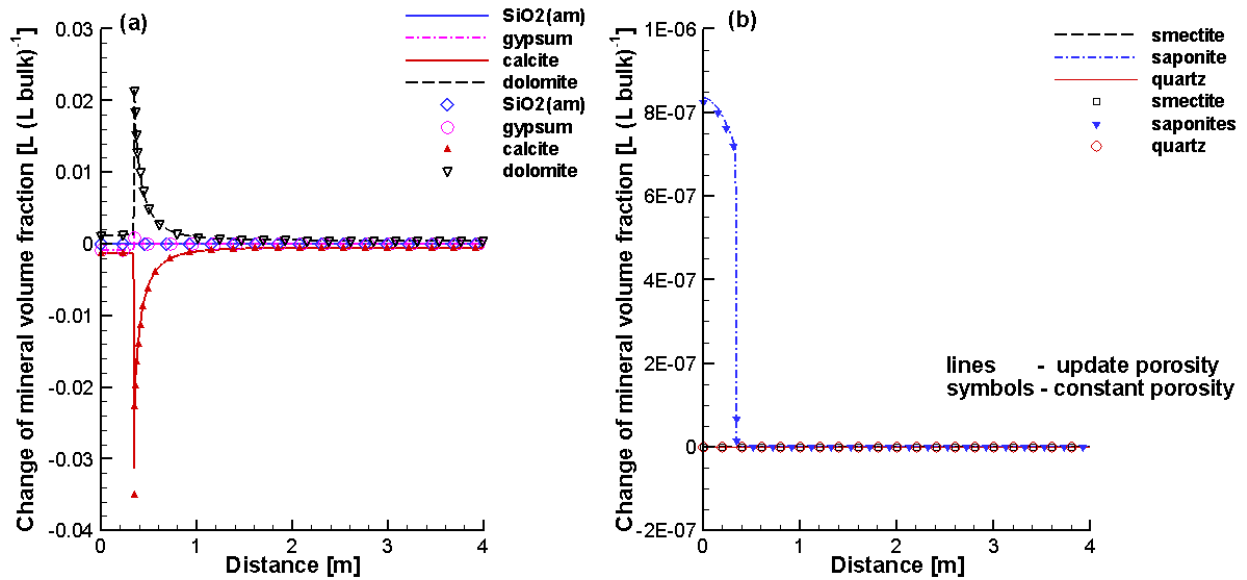 (a)
SiO2(am)
gypsum
calcite
dolomite
SiO2(am)
gypsum
calcite
dolomite
Change of mineral volume fraction [L (L bulk)-1]
0.03
0.02
0.01
0
-0.01
-0.02
-0.03
-0.04
0
1
2
3
4
Distance [m]
(b)
smectite
saponite
quartz
smectite
saponites
quartz
lines - update porosity
symbols - constant porosity
Change of mineral volume fraction [L (L bulk)-1]
1E-06
8E-07
6E-07
4E-07
2E-07
0
-2E-07
0
1
2
3
4
Distance [m]